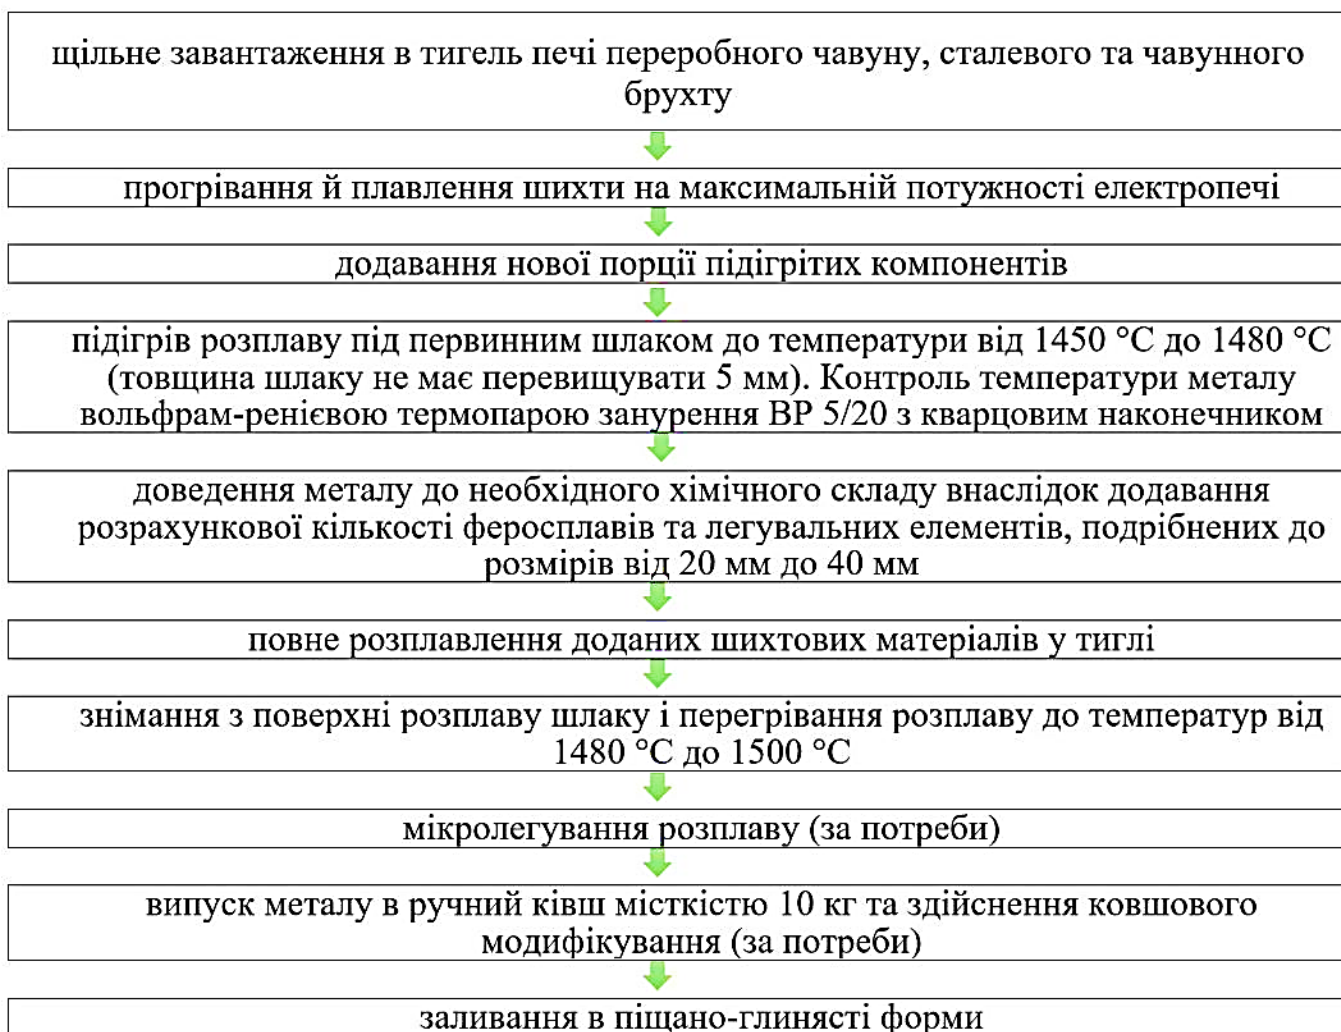 щільне завантаження в тигель печі переробного чавуну, сталевого та чавунного
брухту
прогрівання й плавлення шихти на максимальній потужності електропечі
додавання нової порції підігрітих компонентів
підігрів розплаву під первинним шлаком до температури від 1450 °C до 1480 °C
(товщина шлаку не має перевищувати 5 мм). Контроль температури металу
вольфрам-ренієвою термопарою занурення ВР 5/20 з кварцовим наконечником
доведення металу до необхідного хімічного складу внаслідок додавання
розрахункової кількості феросплавів та легувальних елементів, подрібнених до
розмірів від 20 мм до 40 мм
повне розплавлення доданих шихтових матеріалів у тиглі
знімання з поверхні розплаву шлаку і перегрівання розплаву до температур від
1480 °C до 1500 °C
мікролегування розплаву (за потреби)
випуск металу в ручний ківш місткістю 10 кг та здійснення ковшового
модифікування (за потреби)
заливання в піщано-глинясті форми